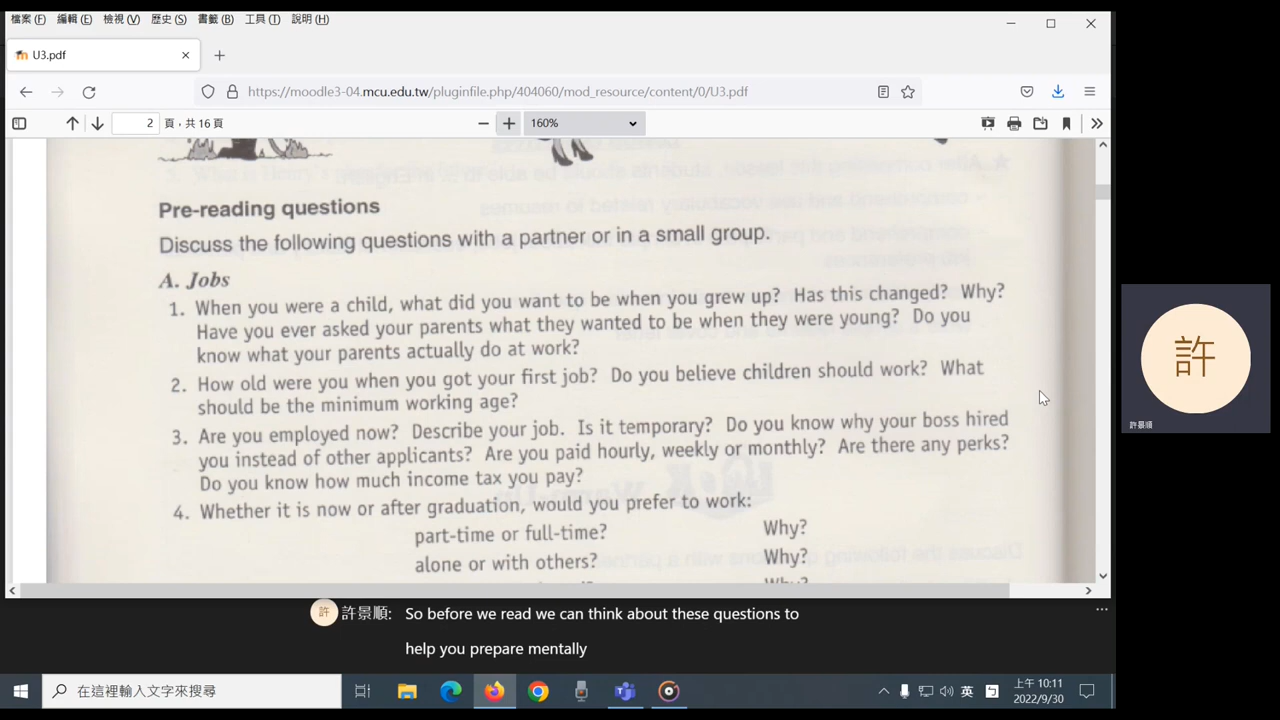 檔案 (F) 編輯 (E) 檢視 (V) 歷史 (S) 書籤 (B) 工具 (T) 說明 (H)
U3.pdf
https://moodle3-04.mcu.edu.tw/pluginfile.php/404060/mod_resource/content/0/U3.pdf
2 頁，共 16 頁
160%
Pre-reading questions
Discuss the following questions with a partner or in a small group.
A. Jobs
1. When you were a child, what did you want to be when you grew up? Has this changed? Why?
Have you ever asked your parents what they wanted to be when they were young? Do you
know what your parents actually do at work?
2. How old were you when you got your first job? Do you believe children should work? What
should be the minimum working age?
3. Are you employed now? Describe your job. Is it temporary? Do you know why your boss hired
you instead of other applicants? Are you paid hourly, weekly or monthly? Are there any perks?
Do you know how much income tax you pay?
4. Whether it is now or after graduation, would you prefer to work:
part-time or full-time? Why?
alone or with others? Why?
Why?
許
許景順
許 許景順: So before we read we can think about these questions to
help you prepare mentally
在這裡輸入文字來搜尋
英
ㄅ
上午 10:11
2022/9/30